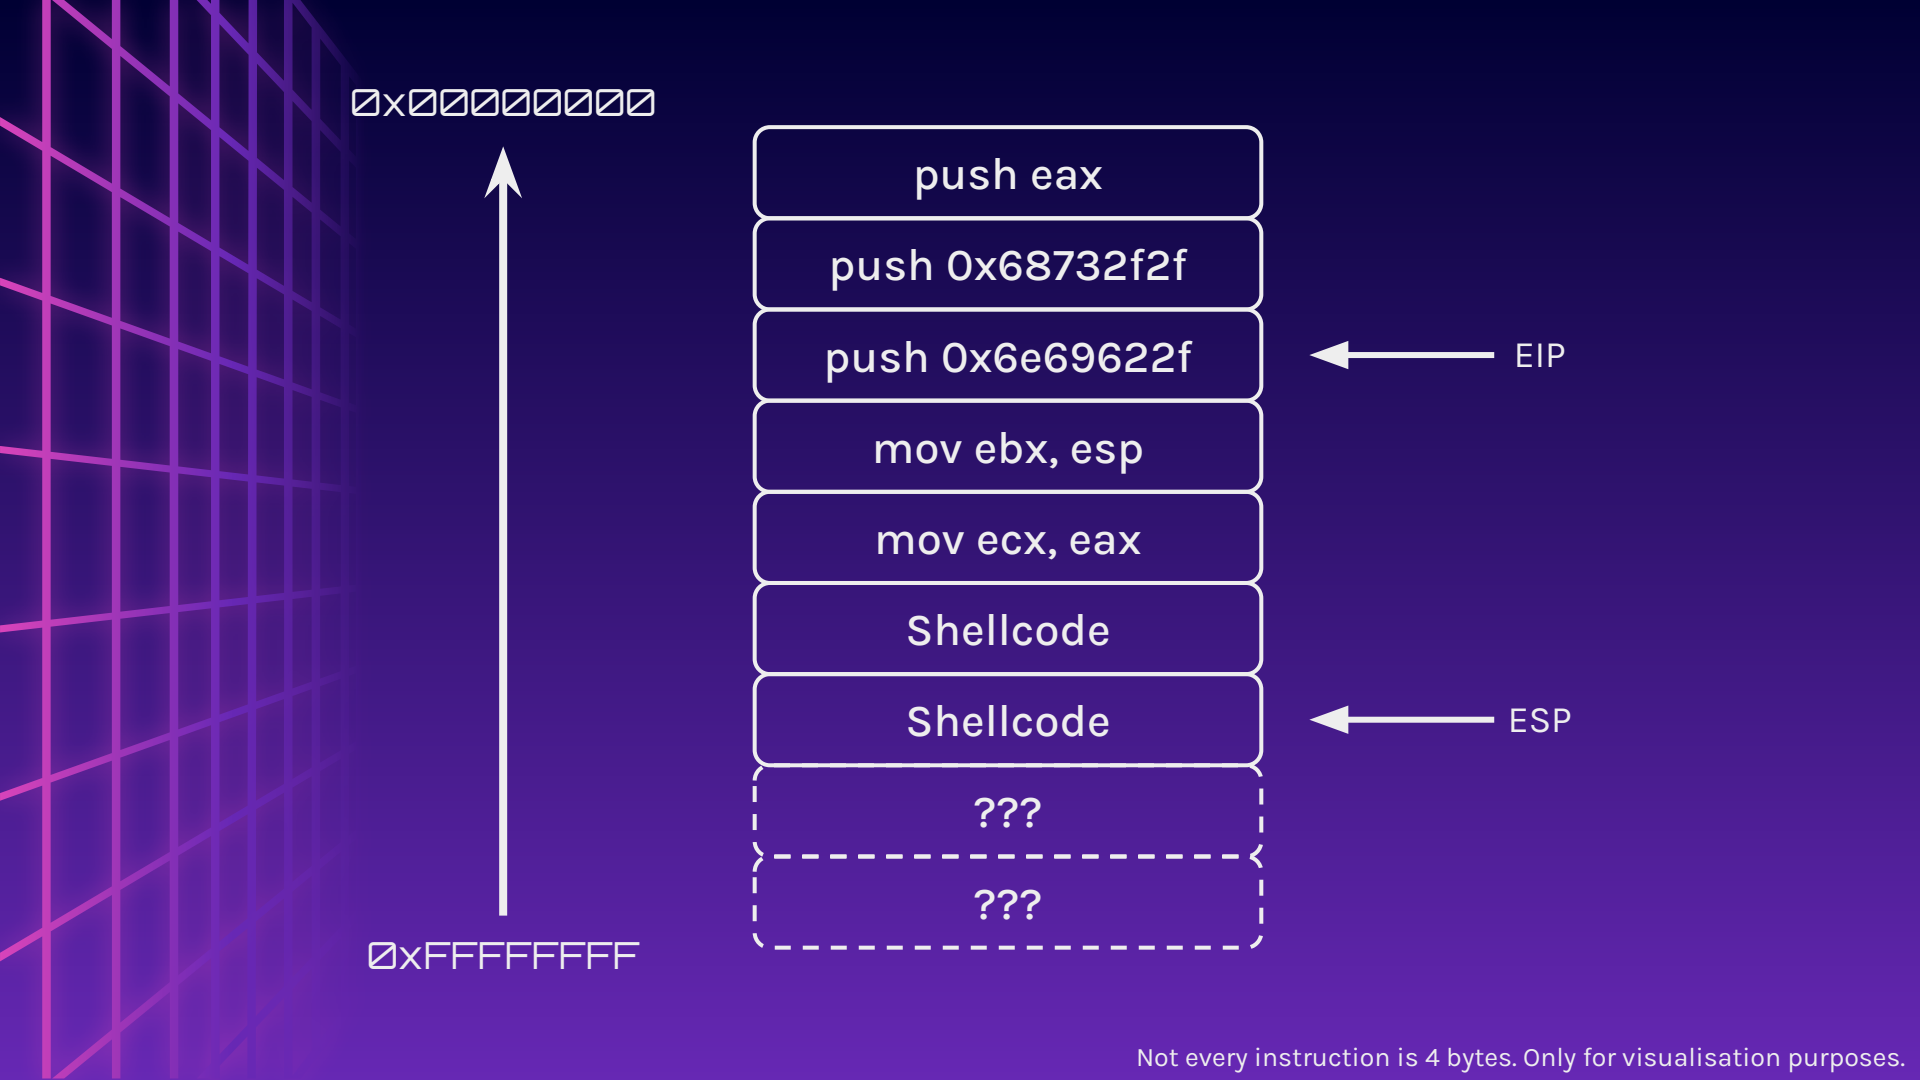 0x00000000
push eax
push 0x68732f2f
push 0x6e69622f
EIP
mov ebx, esp
mov ecx, eax
Shellcode
Shellcode
ESP
???
???
0xFFFFFFFF
Not every instruction is 4 bytes. Only for visualisation purposes.